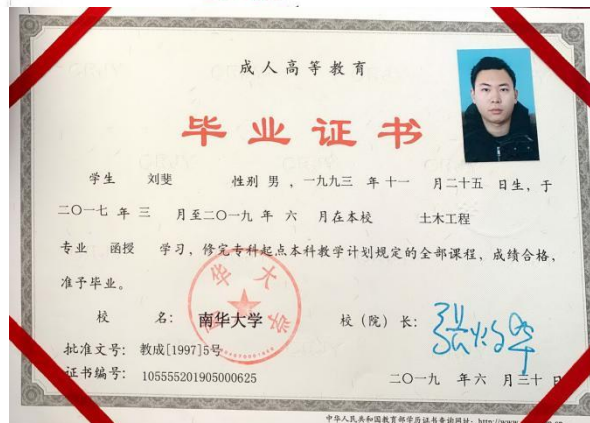 成人高等教育
毕业证书
学生 刘斐 性别 男 ，一九九三 年 十一 月二十五 日生，于
二〇一七 年 三 月至二〇一九 年 六 月在本校 土木工程
专业 函授 学习，修完专科起点本科教学计划规定的全部课程，成绩合格，
准予毕业。
校 名： 南华大学 校（院）长：
批准文号： 教成[1997]5号
证书编号： 105555201905000625
二〇一九 年 六 月 三十 日
中华人民共和国教育部学历证书查询网址：http://www